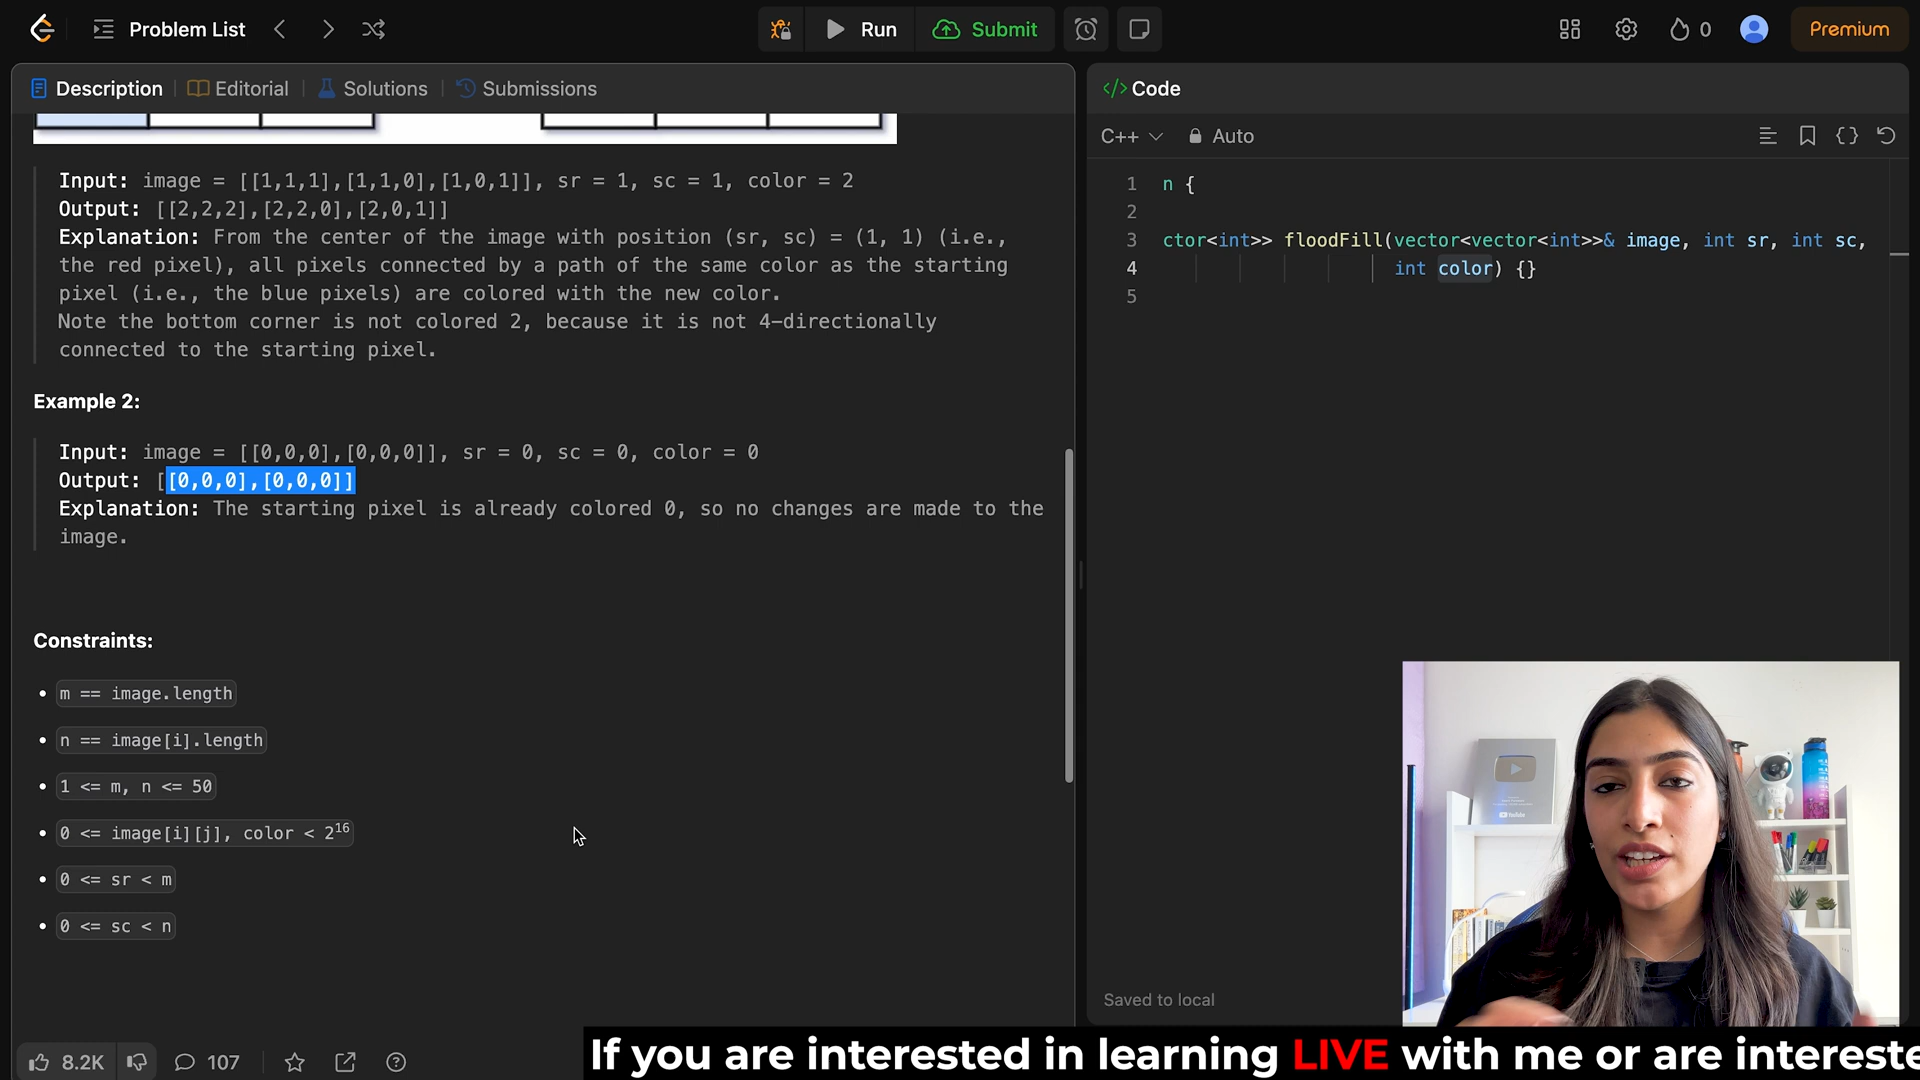 Problem List
Run
Submit
0
Premium
Description
Editorial
Solutions
Submissions
Input: image = [[1,1,1],[1,1,0],[1,0,1]], sr = 1, sc = 1, color = 2
Output: [[2,2,2],[2,2,0],[2,0,1]]
Explanation: From the center of the image with position (sr, sc) = (1, 1) (i.e.,
the red pixel), all pixels connected by a path of the same color as the starting
pixel (i.e., the blue pixels) are colored with the new color.
Note the bottom corner is not colored 2, because it is not 4-directionally
connected to the starting pixel.
Example 2:
Input: image = [[0,0,0],[0,0,0]], sr = 0, sc = 0, color = 0
Output: [[0,0,0],[0,0,0]]
Explanation: The starting pixel is already colored 0, so no changes are made to the
image.
Constraints:
• m == image.length
• n == image[i].length
• 1 <= m, n <= 50
• 0 <= image[i][j], color < 2^16
• 0 <= sr < m
• 0 <= sc < n
8.2K
107
</> Code
C++
Auto
1 n {
2
3 ctor<int>> floodFill(vector<vector<int>>& image, int sr, int sc,
4 int color) {}
5
Saved to local
YouTube
If you are interested in learning LIVE with me or are intereste